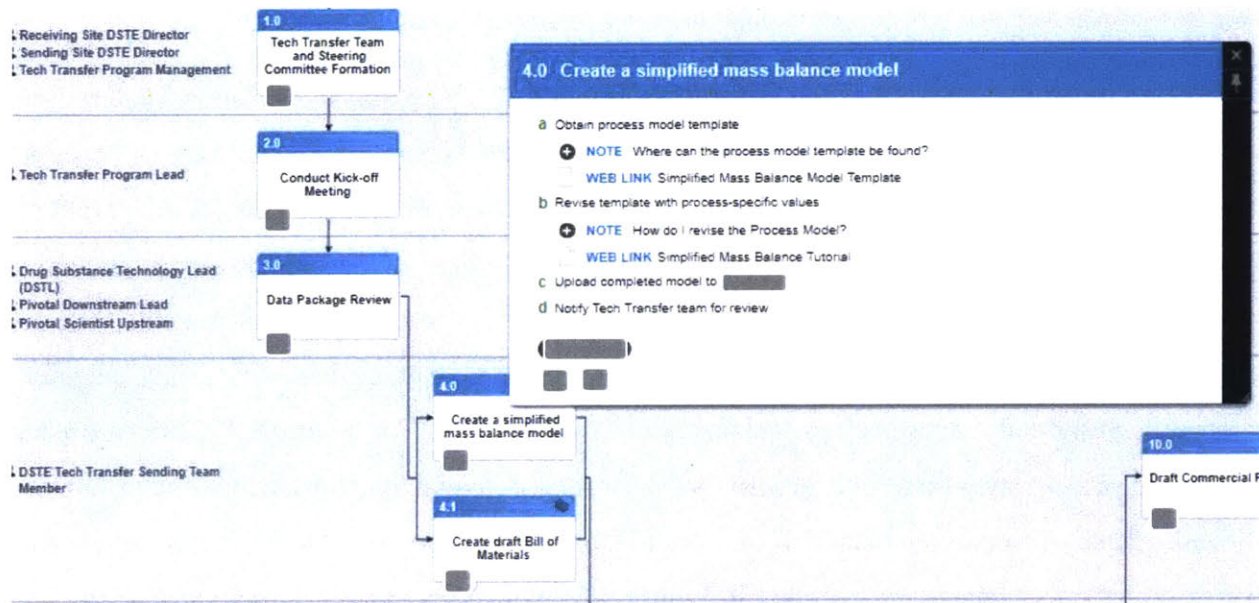 1.0
Receiving Site DSTE Director
Sending Site DSTE Director
Tech Transfer Program Management
Tech Transfer Team
and Steering
Committee Formation
4.0 Create a simplified mass balance model
a Obtain process model template
NOTE Where can the process model template be found?
WEB LINK Simplified Mass Balance Model Template
b Revise template with process-specific values
NOTE How do I revise the Process Model?
WEB LINK Simplified Mass Balance Tutorial
c Upload completed model to
d Notify Tech Transfer team for review
2.0
Tech Transfer Program Lead
Conduct Kick-off
Meeting
3.0
Drug Substance Technology Lead
(DSTL)
Pivotal Downstream Lead
Pivotal Scientist Upstream
Data Package Review
4.0
Create a simplified
mass balance model
DSTE Tech Transfer Sending Team
Member
4.1
Create draft Bill of
Materials
10.0
Draft Commercial